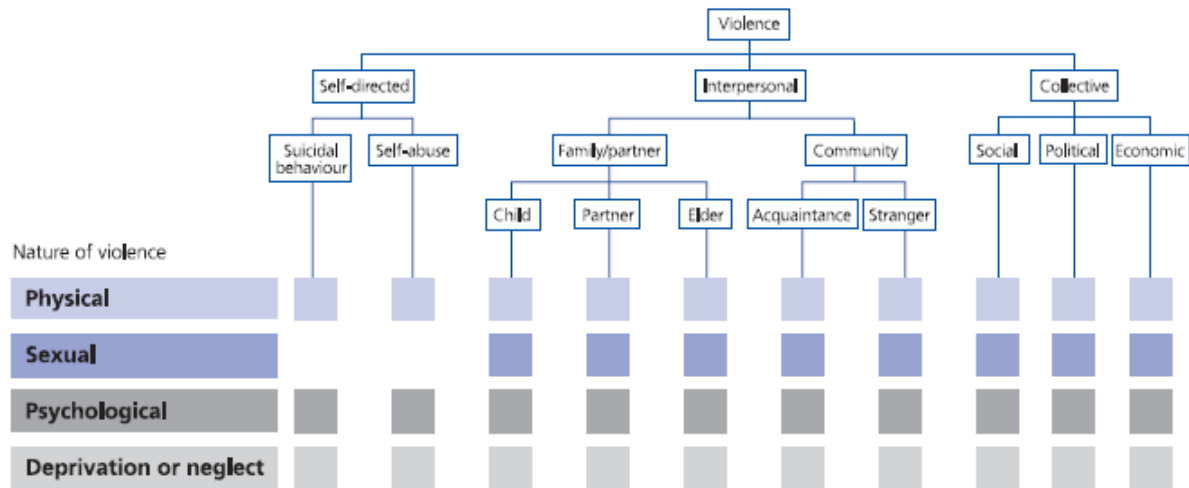 Violence
Self-directed
Interpersonal
Collective
Suicidal
behaviour
Self-abuse
Family/partner
Community
Social
Political
Economic
Child
Partner
Elder
Acquaintance
Stranger
Nature of violence
Physical
Sexual
Psychological
Deprivation or neglect